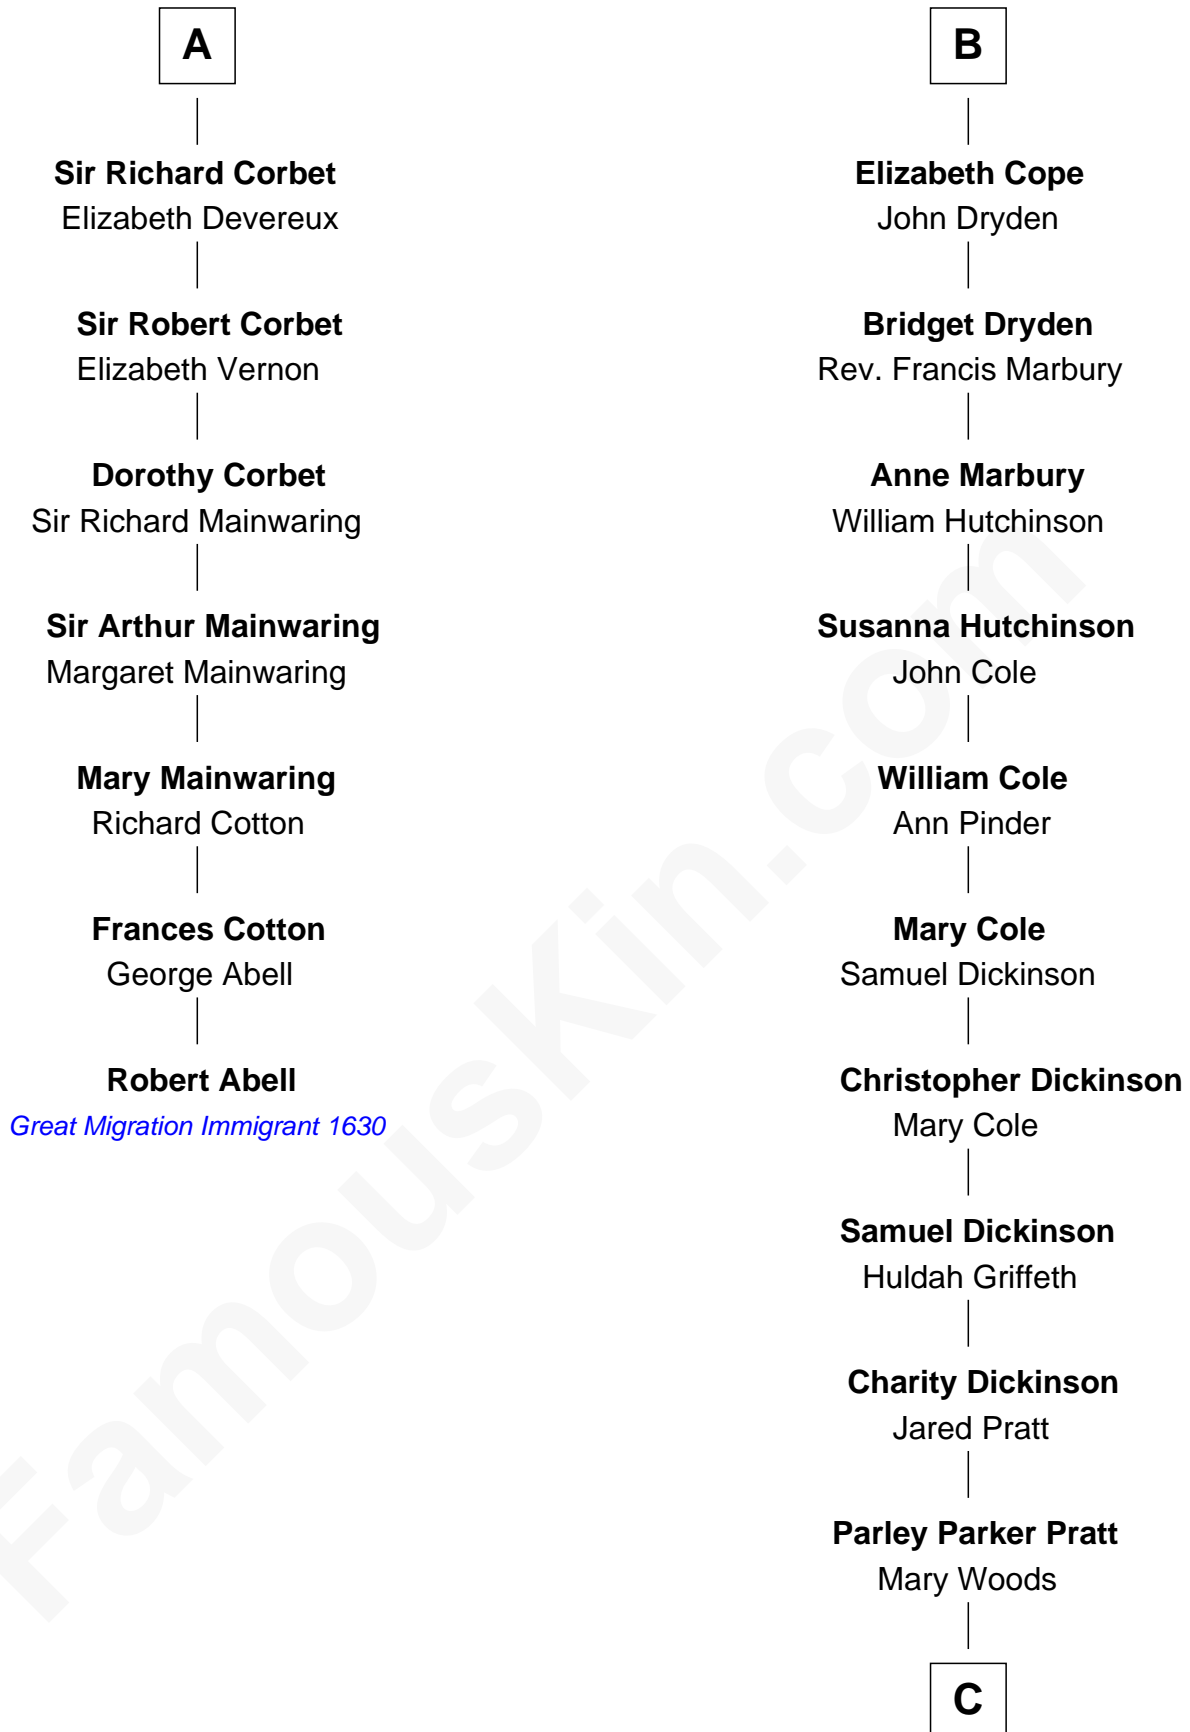 A
Sir Richard Corbet
Elizabeth Devereux
Sir Robert Corbet
Elizabeth Vernon
Dorothy Corbet
Sir Richard Mainwaring
Sir Arthur Mainwaring
Margaret Mainwaring
Mary Mainwaring
Richard Cotton
Frances Cotton
George Abell
Robert Abell
Great Migration Immigrant 1630
B
Elizabeth Cope
John Dryden
Bridget Dryden
Rev. Francis Marbury
Anne Marbury
William Hutchinson
Susanna Hutchinson
John Cole
William Cole
Ann Pinder
Mary Cole
Samuel Dickinson
Christopher Dickinson
Mary Cole
Samuel Dickinson
Huldah Griffeth
Charity Dickinson
Jared Pratt
Parley Parker Pratt
Mary Woods
C
FamousKin.com